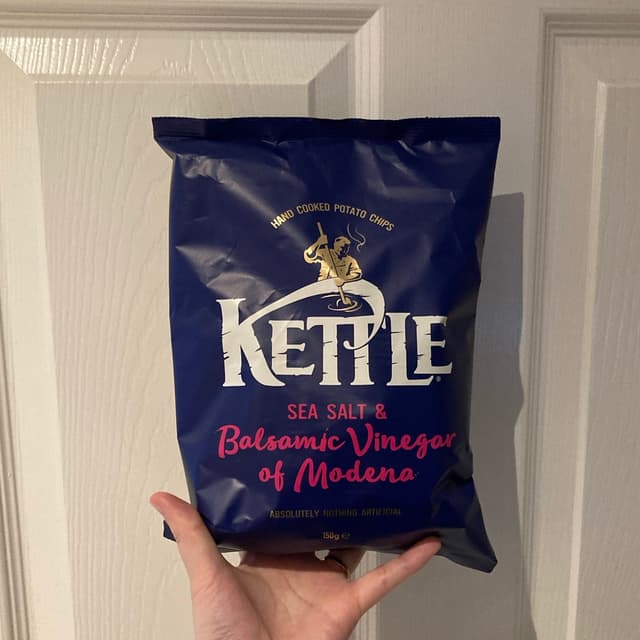 HAND COOKED POTATO CHIPS
KETTLE
SEA SALT &
Balsamic Vinegar
of Modena
ABSOLUTELY NOTHING ARTIFICIAL
150g ℮